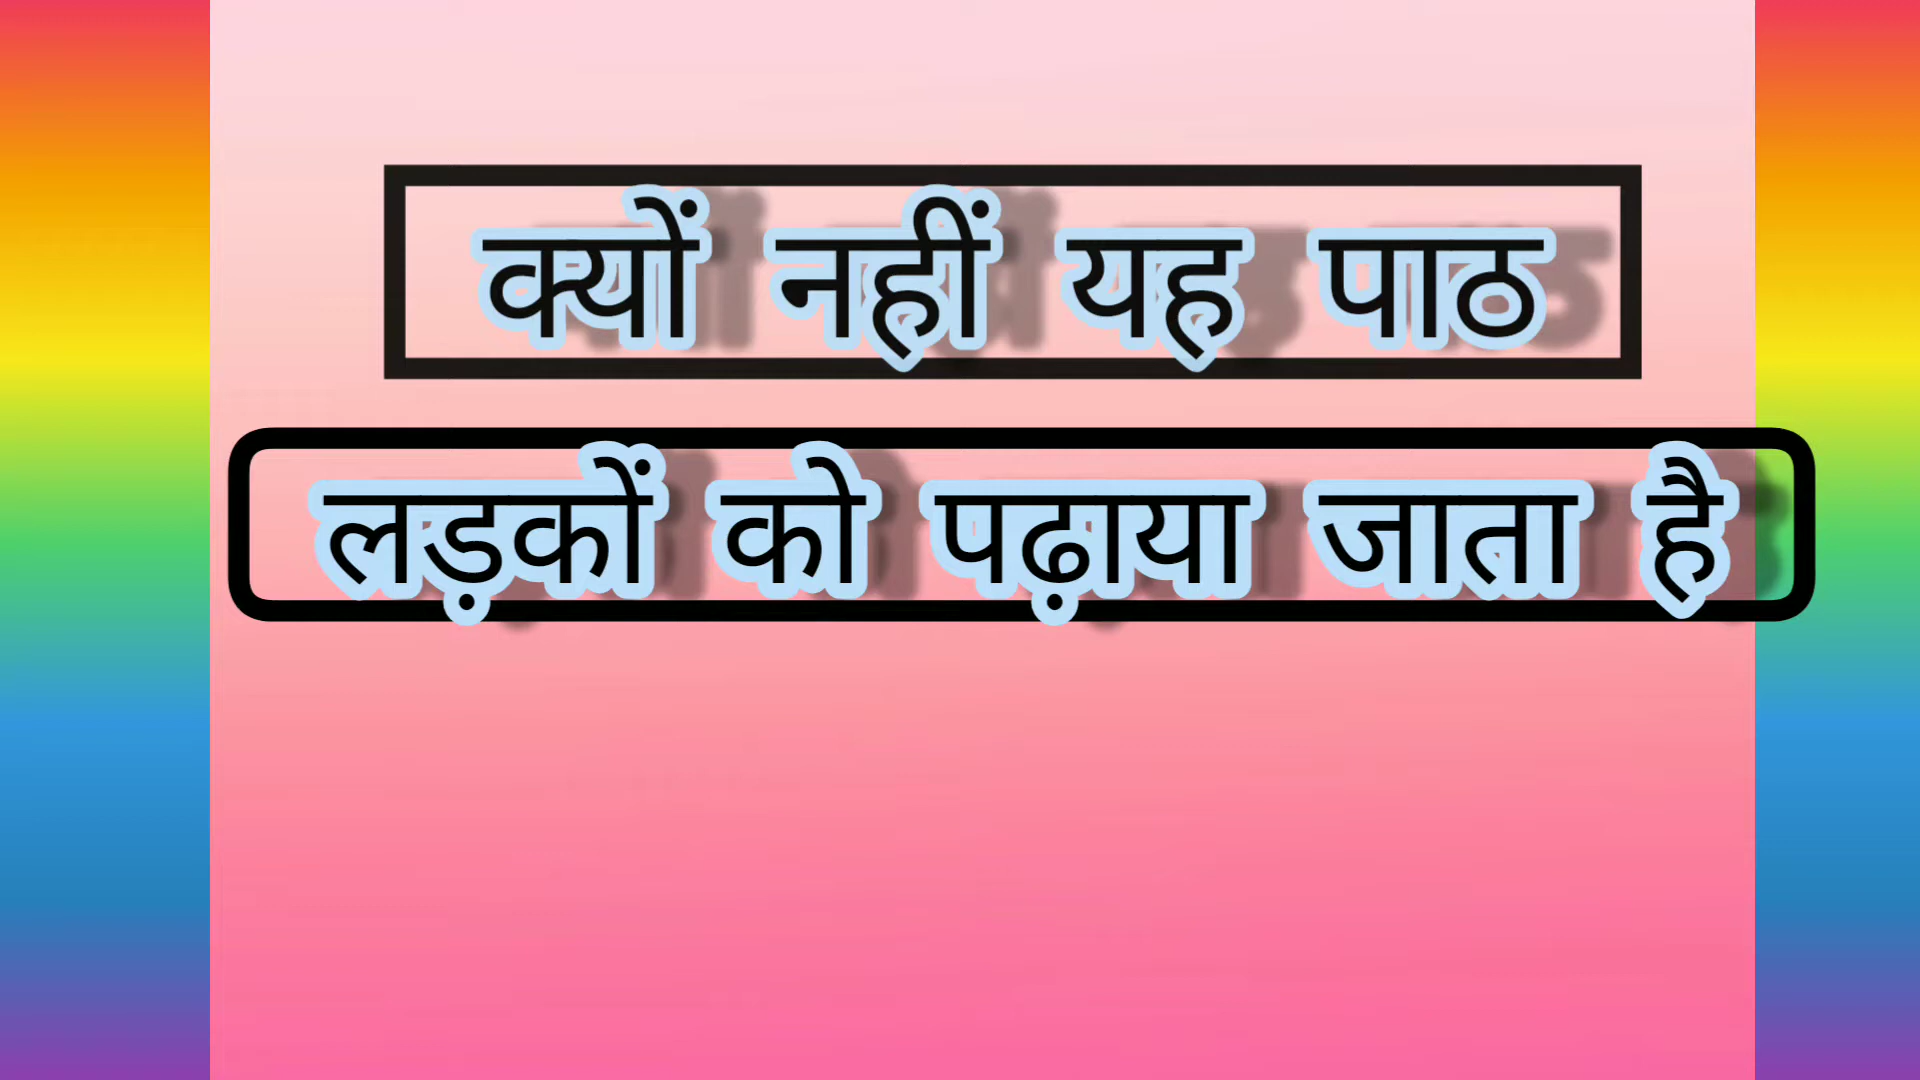 क्यों नहीं यह पाठ
लड़कों को पढ़ाया जाता है